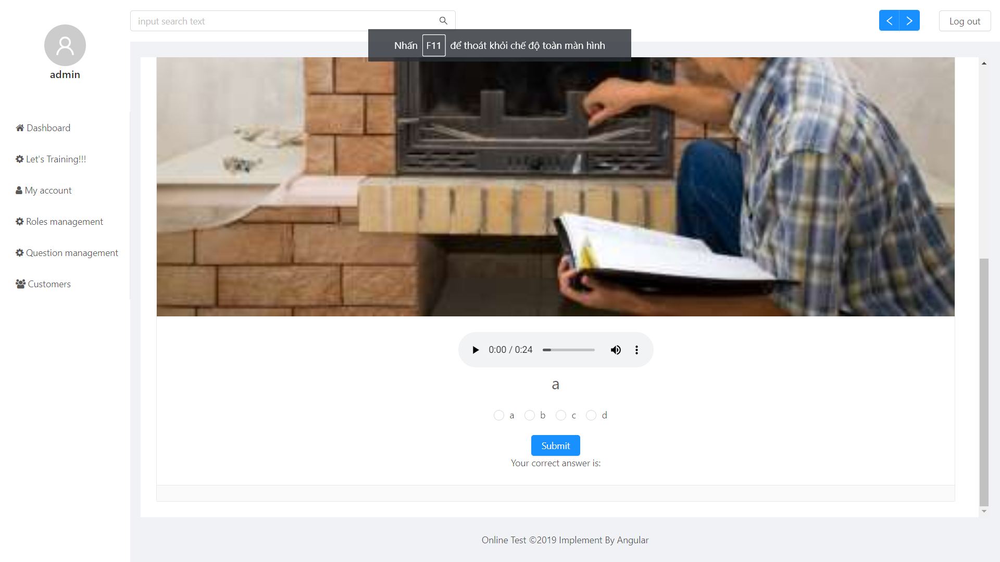 input search text
Log out
Nhấn F11 để thoát khỏi chế độ toàn màn hình
admin
Dashboard
Let's Training!!!
My account
Roles management
Question management
Customers
0:00 / 0:24
a
a b c d
Submit
Your correct answer is:
Online Test ©2019 Implement By Angular